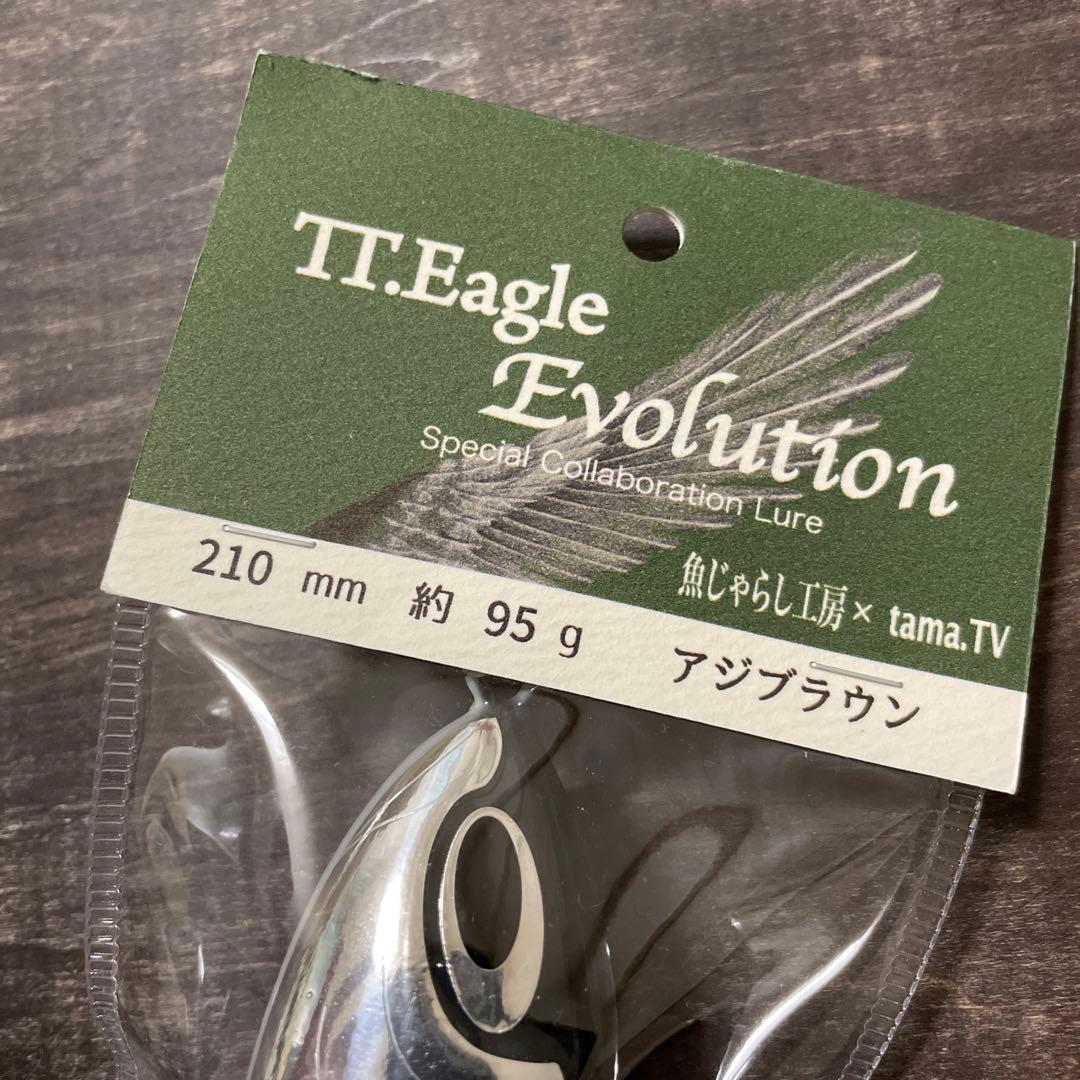 TT.Eagle
Evolution
Special Collaboration Lure
魚じゃらし工房× tama.TV
210 mm 約 95 g アジブラウン